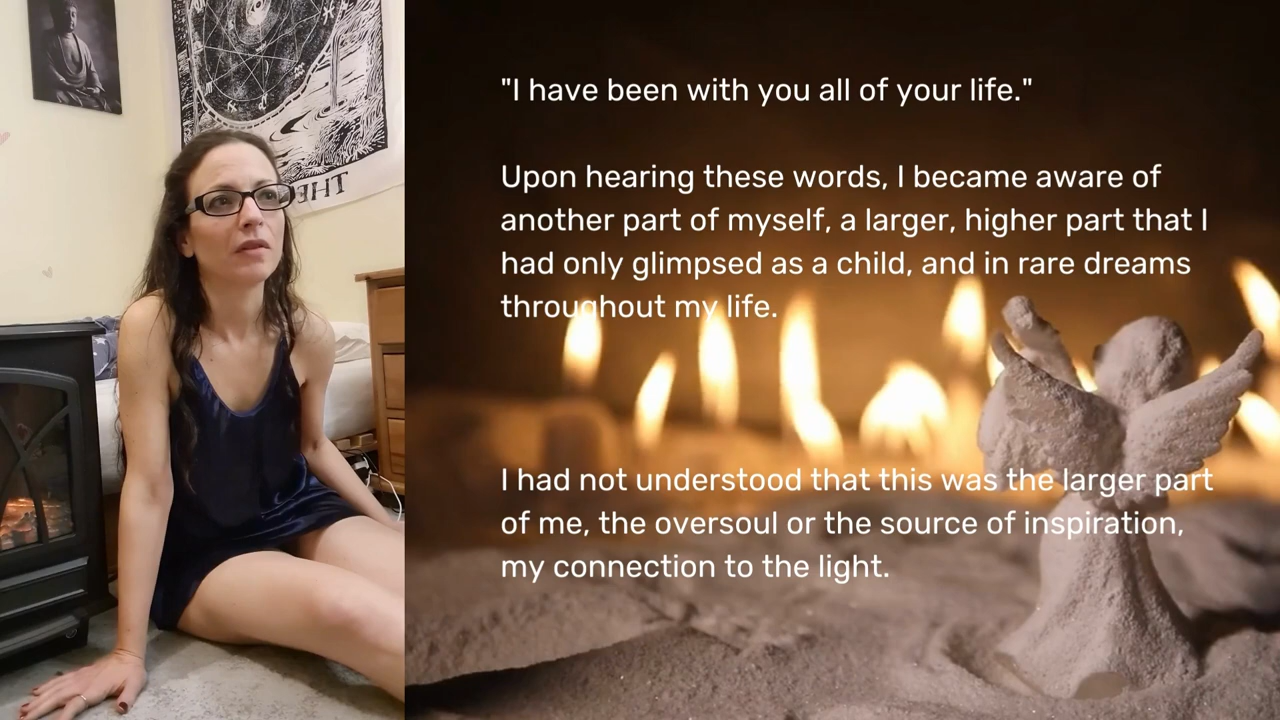 "I have been with you all of your life."
Upon hearing these words, I became aware of
another part of myself, a larger, higher part that I
had only glimpsed as a child, and in rare dreams
throughout my life.
I had not understood that this was the larger part
of me, the oversoul or the source of inspiration,
my connection to the light.